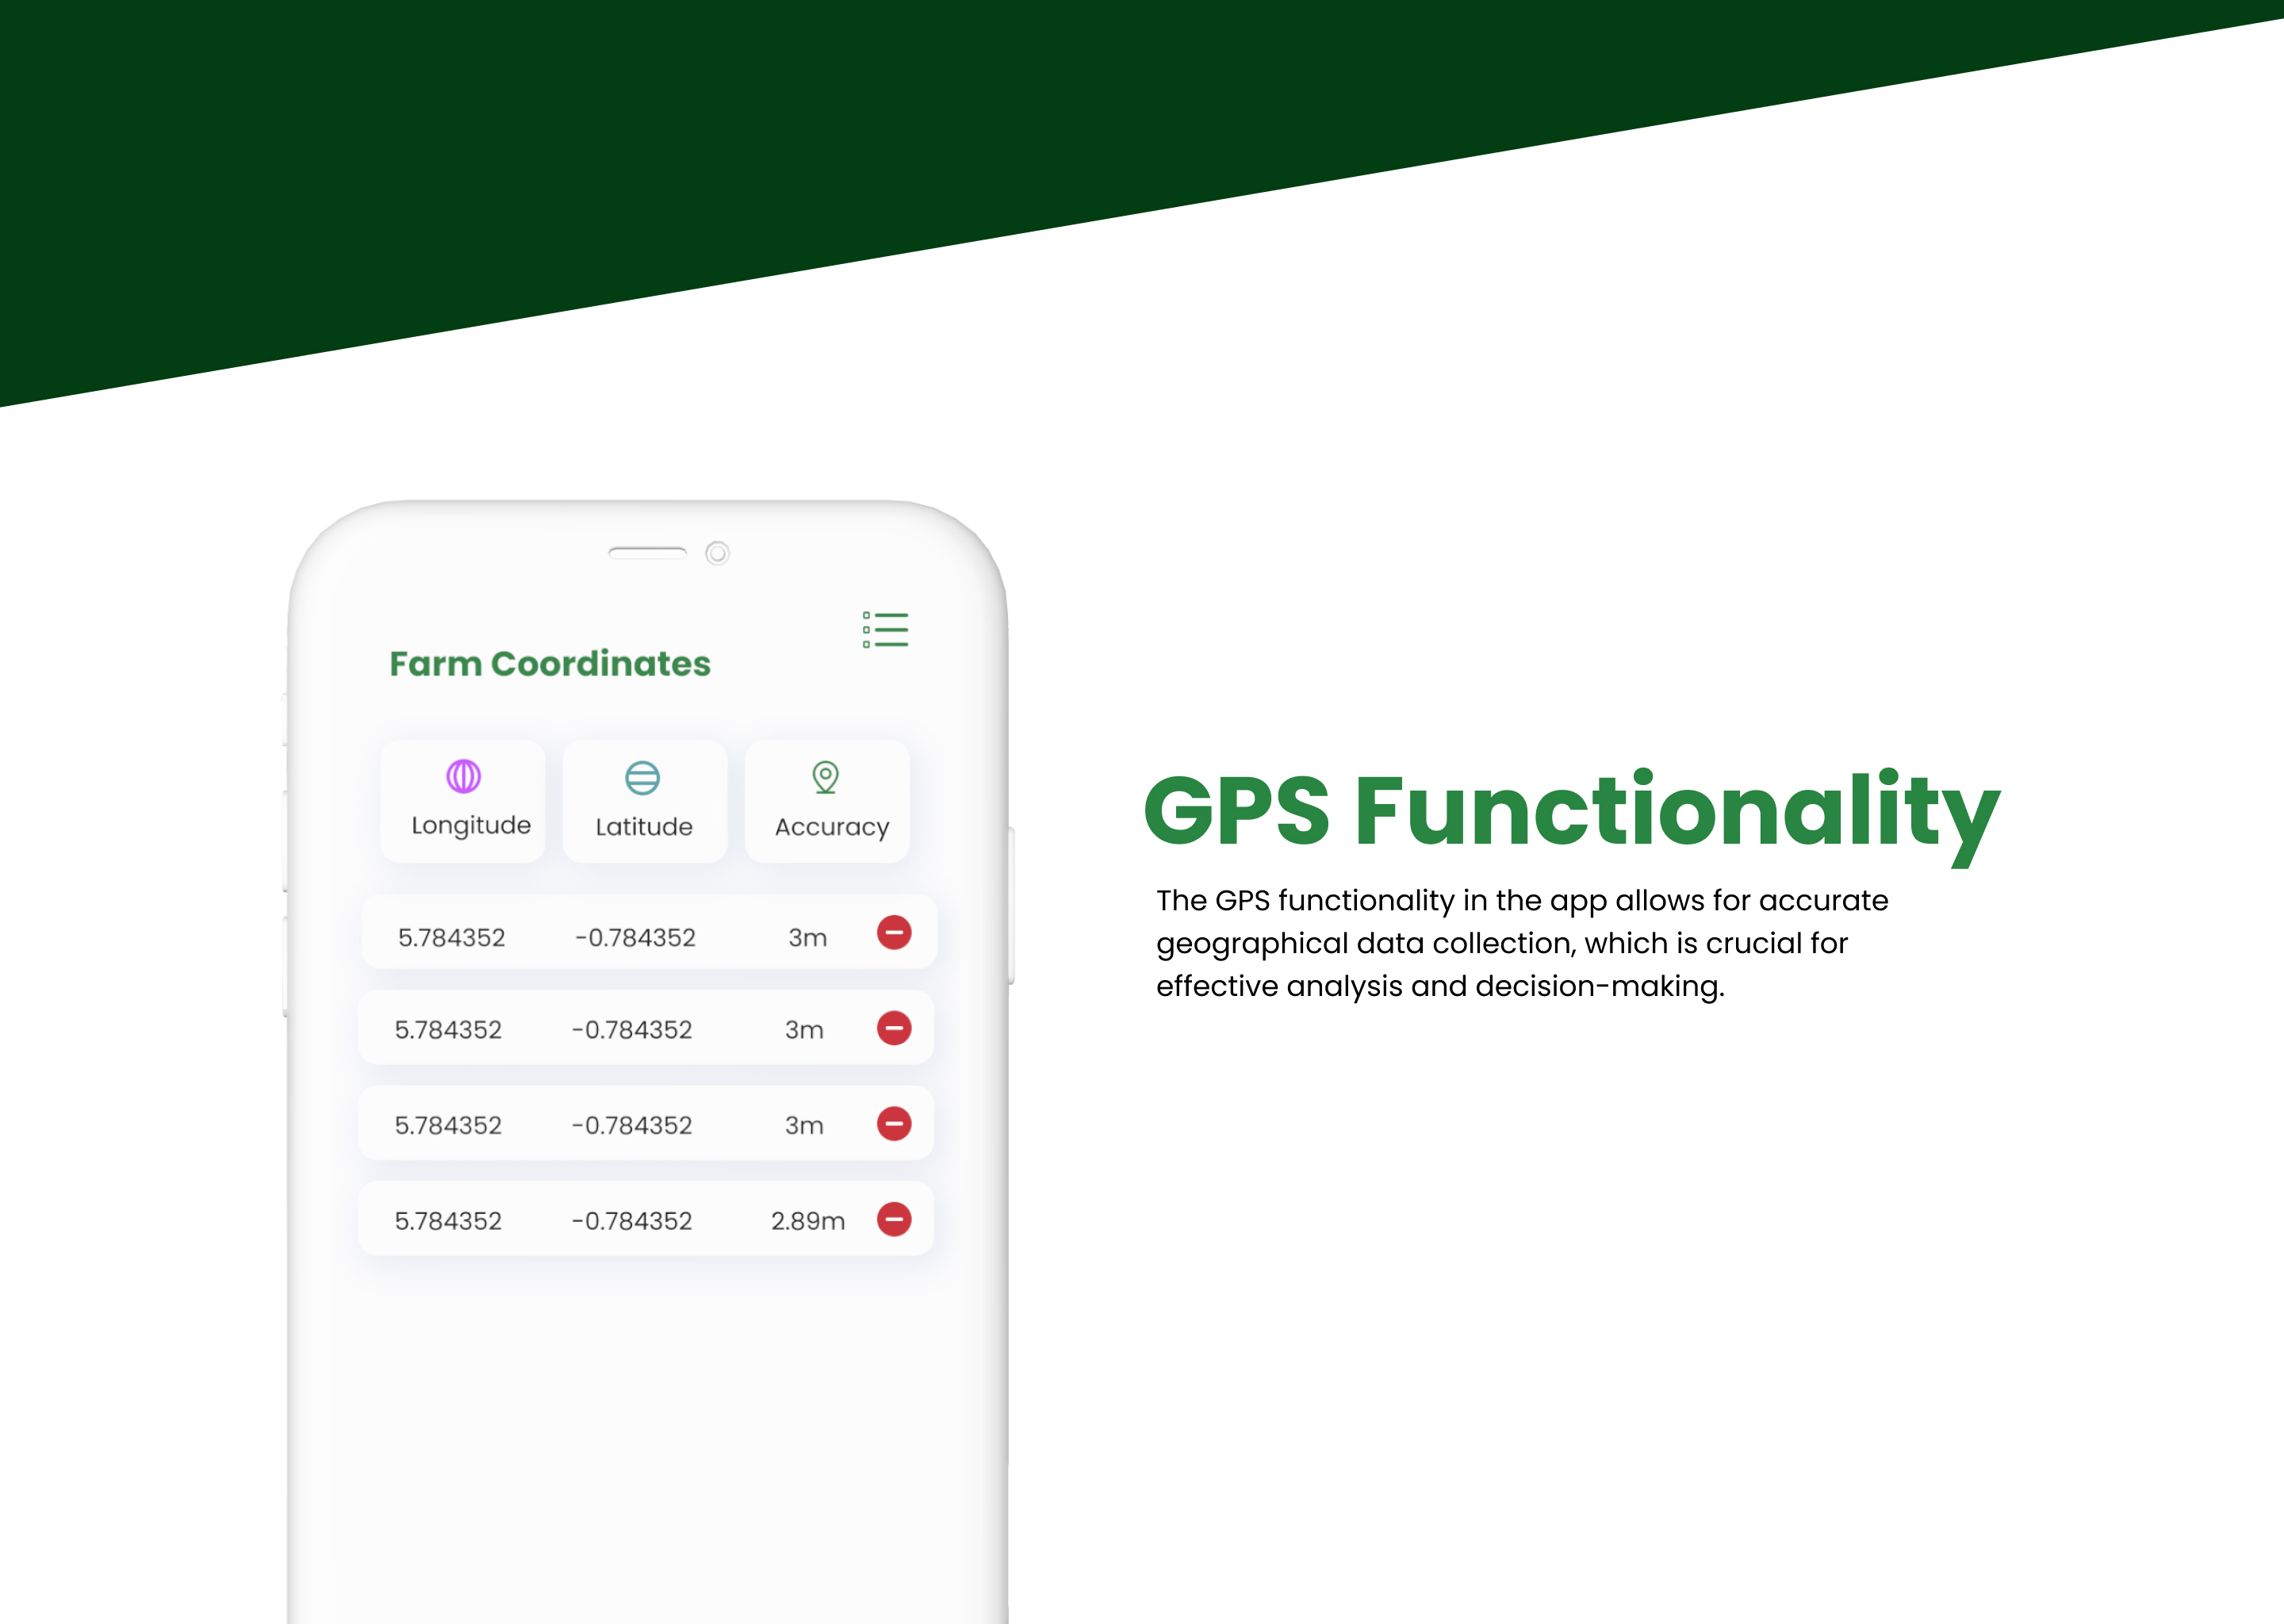 Farm Coordinates
Longitude Latitude Accuracy
5.784352 -0.784352 3m
5.784352 -0.784352 3m
5.784352 -0.784352 3m
5.784352 -0.784352 2.89m
GPS Functionality
The GPS functionality in the app allows for accurate
geographical data collection, which is crucial for
effective analysis and decision-making.